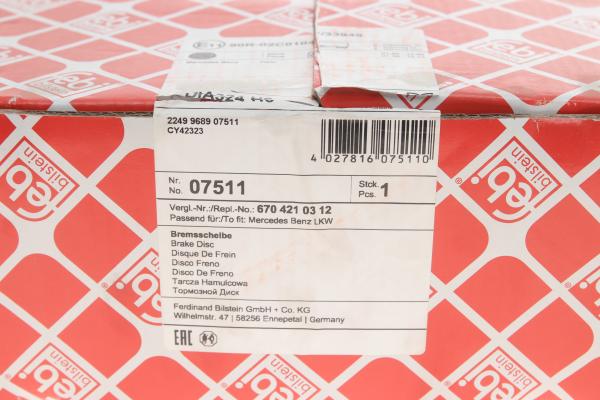 2249 9689 07511
CY42323
4 027816 075110
Nr.
No. 07511
Stck.
Pcs. 1
Vergl.-Nr./Repl.-No.: 670 421 03 12
Passend für:/To fit: Mercedes Benz LKW
Bremsscheibe
Brake Disc
Disque De Frein
Disco Freno
Disco De Freno
Tarcza Hamulcowa
Тормозной Диск
Ferdinand Bilstein GmbH + Co. KG
Wilhelmstr. 47 | 58256 Ennepetal | Germany
EAC
febi
bilstein